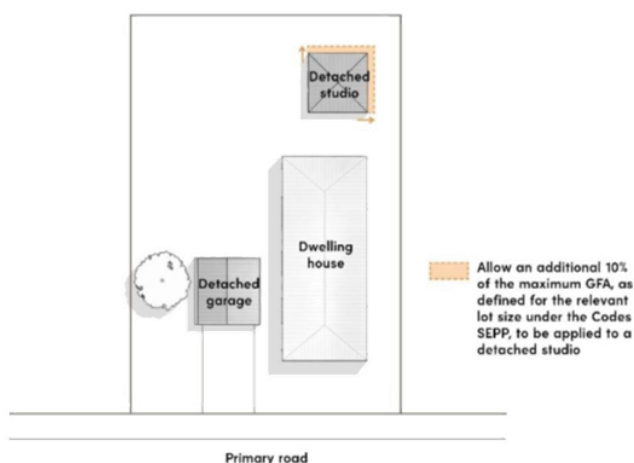 Detached
studio
Dwelling
house
Detached
garage
Allow an additional 10%
of the maximum GFA, as
defined for the relevant
lot size under the Codes
SEPP, to be applied to a
detached studio
Primary road